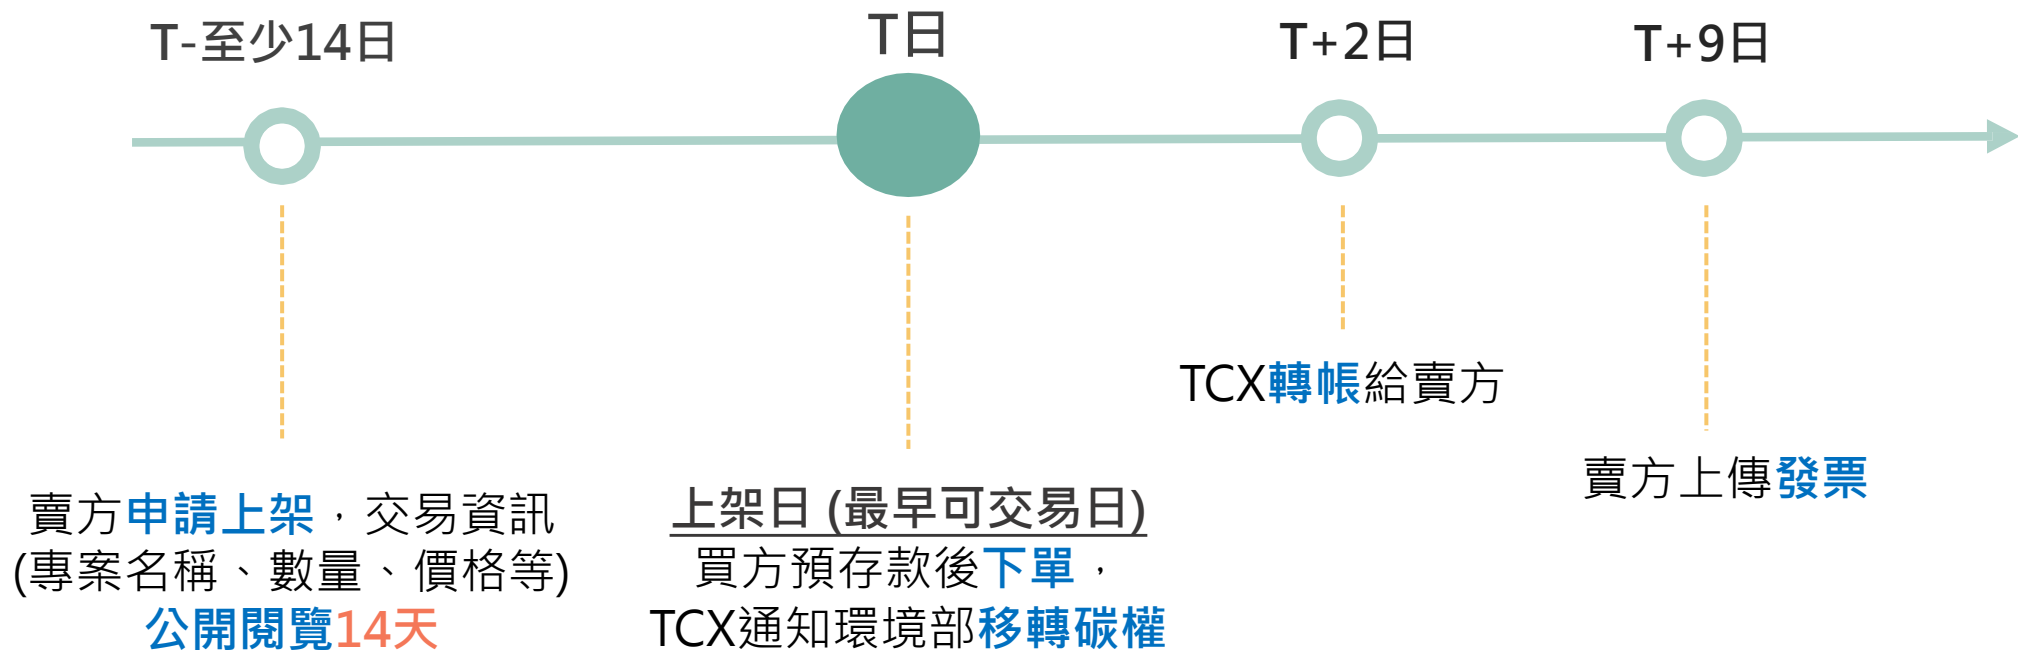 T-至少14日
T日
T+2日
T+9日
賣方申請上架，交易資訊
(專案名稱、數量、價格等)
公開閱覽14天
上架日 (最早可交易日)
買方預存款後下單，
TCX通知環境部移轉碳權
TCX轉帳給賣方
賣方上傳發票